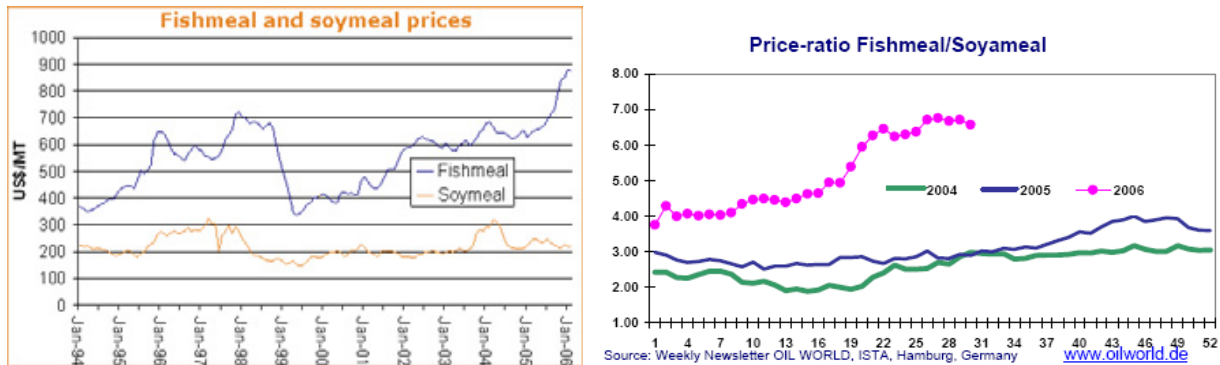 Fishmeal and soymeal prices
1000
900
800
700
600
500
400
300
200
100
0
US$/MT
Fishmeal
Soymeal
Jan-94
Jan-95
Jan-96
Jan-97
Jan-98
Jan-99
Jan-00
Jan-01
Jan-02
Jan-03
Jan-04
Jan-05
Jan-06
Price-ratio Fishmeal/Soyameal
8.00
7.00
6.00
5.00
4.00
3.00
2.00
1.00
2004 2005 2006
1 4 7 10 13 16 19 22 25 28 31 34 37 40 43 46 49 52
Source: Weekly Newsletter OIL WORLD, ISTA, Hamburg, Germany www.oilworld.de